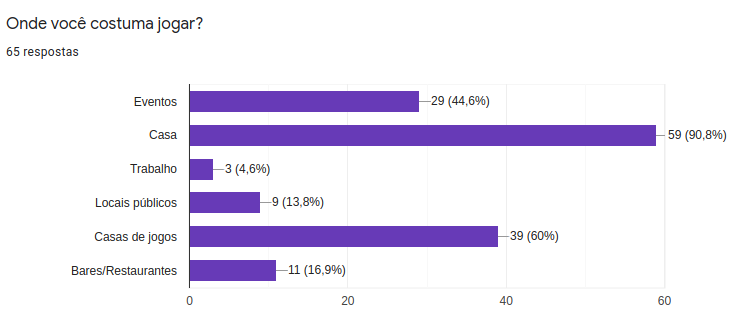 Onde você costuma jogar?
65 respostas
Eventos 29 (44,6%)
Casa 59 (90,8%)
Trabalho 3 (4,6%)
Locais públicos 9 (13,8%)
Casas de jogos 39 (60%)
Bares/Restaurantes 11 (16,9%)
0 20 40 60